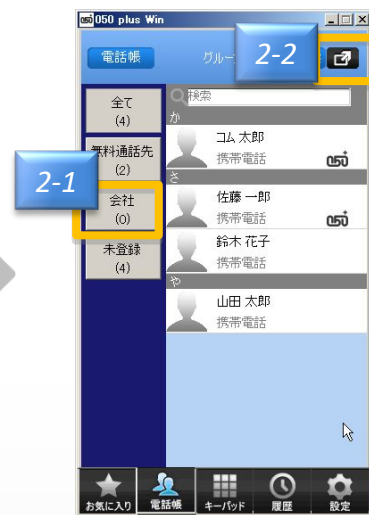 050 050 plus Win
電話帳
グルー
2-2
全て
(4)
検索
か
コム 太郎
携帯電話
050
無料通話先
(2)
さ
2-1
会社
(0)
佐藤 一郎
携帯電話
050
未登録
(4)
鈴木 花子
携帯電話
や
山田 太郎
携帯電話
お気に入り
電話帳
キーパッド
履歴
設定